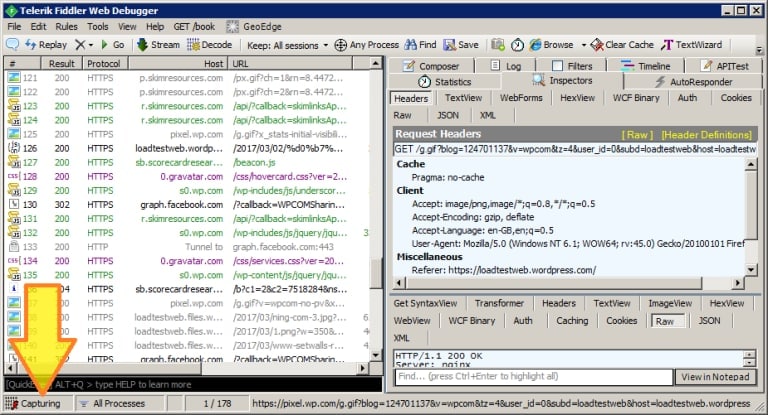 Telerik Fiddler Web Debugger
File Edit Rules Tools View Help GET /book GeoEdge
Replay Go Stream Decode Keep: All sessions Any Process Find Save Browse Clear Cache TextWizard
# Result Protocol Host URL
121 200 HTTPS p.skimresources.com /px.gif?ch=1&rn=8.4472...
122 200 HTTPS p.skimresources.com /px.gif?ch=2&rn=8.4472...
123 200 HTTPS r.skimresources.com /api/?callback=skimlinksAp...
124 200 HTTPS r.skimresources.com /api/?callback=skimlinksAp...
125 200 HTTPS pixel.wp.com /g.gif?x_stats-initial-visibili...
126 200 HTTPS loadtestweb.wordp... /2017/03/02/%d0%b7%...
127 200 HTTPS sb.scorecardresear... /beacon.js
128 200 HTTPS 0.gravatar.com /css/hovercard.css?ver=2...
129 200 HTTPS s0.wp.com /wp-includes/js/underscor...
130 302 HTTPS graph.facebook.com /?callback=WPCOMSharin...
131 200 HTTPS r.skimresources.com /api/?callback=skimlinksAp...
132 200 HTTPS s0.wp.com /wp-includes/js/jquery/jqu...
133 200 HTTP Tunnel to graph.facebook.com:443
134 200 HTTPS 0.gravatar.com /css/services.css?ver=20...
135 200 HTTPS s0.wp.com /wp-content/js/jquery/jqu...
HTTPS sb.scorecardresear... /b?c1=2&c2=7518284&ns...
200 HTTPS pixel.wp.com /g.gif?v=wpcom-no-pv&x...
200 HTTPS loadtestweb.files.w... /2017/03/ning-com-3.jpg?...
200 HTTPS loadtestweb.files.w... /2017/03/1.png?w=350&...
200 HTTPS loadtestweb.files.w... /2017/03/www-setwalls-r...
141 HTTPS graph.facebook.com /?callback=WPCOMSharin...
ALT+Q > type HELP to learn more
Capturing All Processes 1 / 178 https://pixel.wp.com/g.gif?blog=124701137&v=wpcom&tz=4&user_id=0&subd=loadtestweb&host=loadtestweb.wordpress
Composer Log Filters Timeline APITest
Statistics Inspectors AutoResponder
Headers TextView WebForms HexView WCF Binary Auth Cookies
Raw JSON XML
Request Headers [ Raw ] [Header Definitions]
GET /g.gif?blog=124701137&v=wpcom&tz=4&user_id=0&subd=loadtestweb&host=loadtestw
Cache
Pragma: no-cache
Client
Accept: image/png,image/*;q=0.8,*/*;q=0.5
Accept-Encoding: gzip, deflate
Accept-Language: en-GB,en;q=0.5
User-Agent: Mozilla/5.0 (Windows NT 6.1; WOW64; rv:45.0) Gecko/20100101 Firef
Miscellaneous
Referer: https://loadtestweb.wordpress.com/
Get SyntaxView Transformer Headers TextView ImageView HexView
WebView WCF Binary Auth Caching Cookies Raw JSON
XML
HTTP/1.1 200 OK
Server: nginx
Find... (press Ctrl+Enter to highlight all) View in Notepad